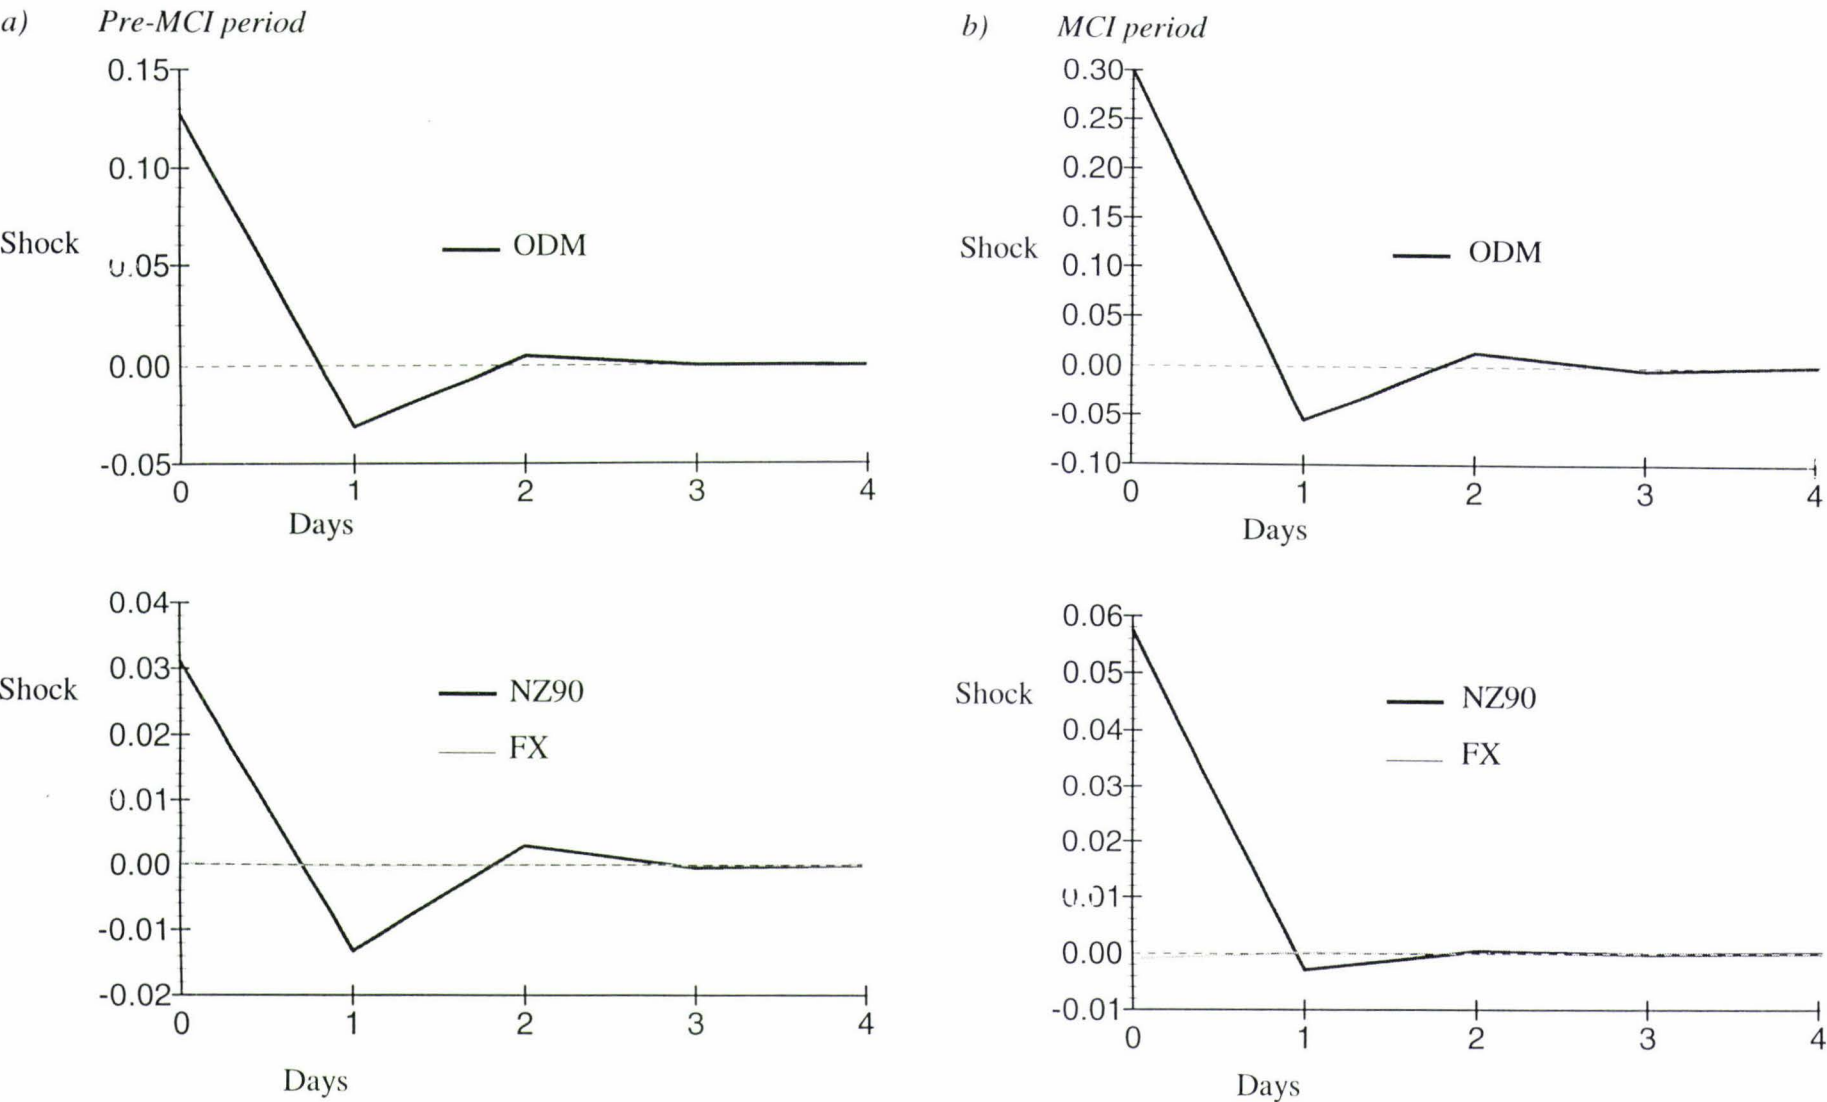 a) Pre-MCI period
0.15
0.10
Shock
0.05
0.00
-0.05
0 1 2 3 4
Days
ODM
b) MCI period
0.30
0.25
0.20
0.15
Shock
0.10
0.05
0.00
-0.05
-0.10
0 1 2 3 4
Days
ODM
0.04
0.03
Shock
0.02
0.01
0.00
-0.01
-0.02
0 1 2 3 4
Days
NZ90
FX
0.06
0.05
Shock
0.04
0.03
0.02
0.01
0.00
-0.01
0 1 2 3 4
Days
NZ90
FX